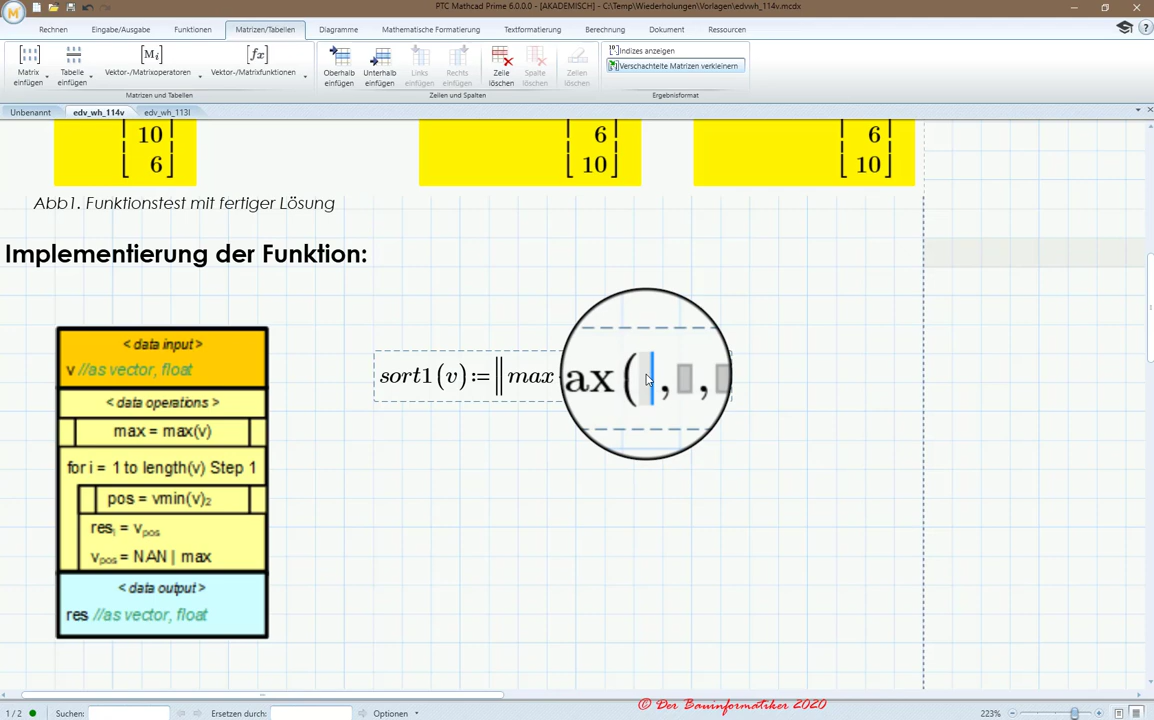 PTC Mathcad Prime 6.0.0.0 - [AKADEMISCH] - C:\Temp\Wiederholungen\Vorlagen\edvwh_114v.mcdx
Rechnen Eingabe/Ausgabe Funktionen Matrizen/Tabellen Diagramme Mathematische Formatierung Textformatierung Berechnung Dokument Ressourcen
Matrix einfügen
Tabelle einfügen
Vektor-/Matrixoperatoren
Vektor-/Matrixfunktionen
Oberhalb einfügen
Unterhalb einfügen
Links einfügen
Rechts einfügen
Zeile löschen
Spalte löschen
Zellen löschen
Indizes anzeigen
Verschachtelte Matrizen verkleinern
Matrizen und Tabellen
Zeilen und Spalten
Ergebnisformat
Unbenannt edv_wh_114v edv_wh_113l
10 6 6
6 10 10
Abb1. Funktionstest mit fertiger Lösung
Implementierung der Funktion:
< data input >
v //as vector, float
< data operations >
max = max(v)
for i = 1 to length(v) Step 1
pos = vmin(v)₂
resᵢ = v_pos
v_pos = NAN | max
< data output >
res //as vector, float
sort1(v):=‖ max
ax( , ,
© Der Bauinformatiker 2020
1 / 2 Suchen: Ersetzen durch: Optionen 223%